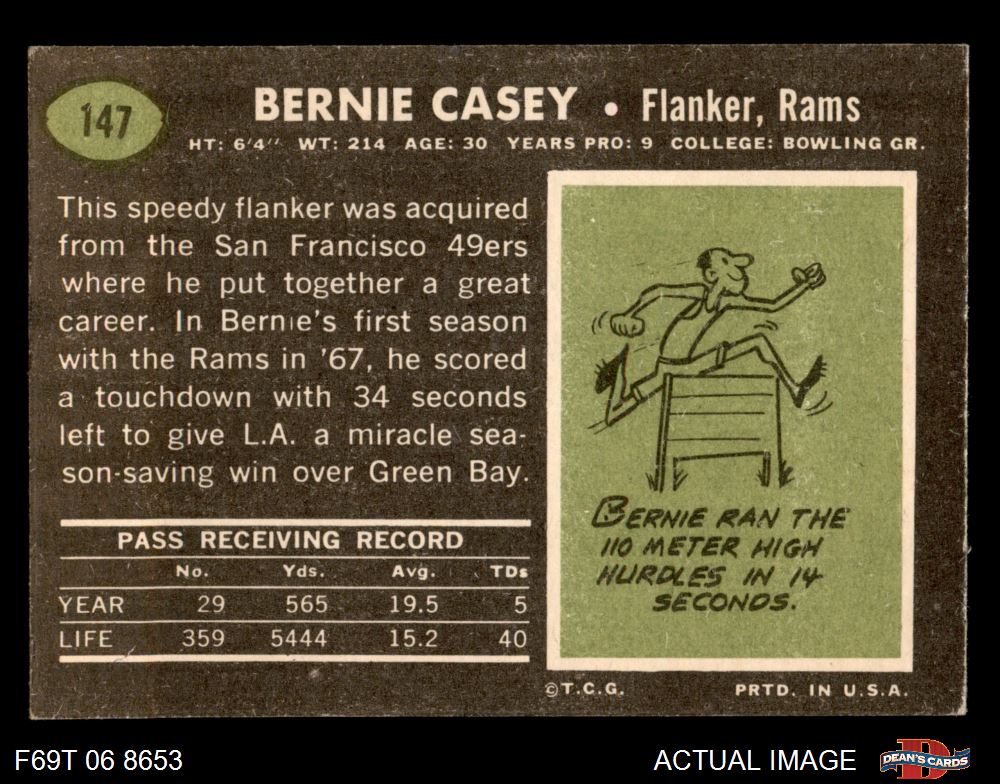 147
BERNIE CASEY • Flanker, Rams
HT: 6'4'' WT: 214 AGE: 30 YEARS PRO: 9 COLLEGE: BOWLING GR.
This speedy flanker was acquired
from the San Francisco 49ers
where he put together a great
career. In Bernie's first season
with the Rams in '67, he scored
a touchdown with 34 seconds
left to give L.A. a miracle sea-
son-saving win over Green Bay.
PASS RECEIVING RECORD
No. Yds. Avg. TDs
YEAR 29 565 19.5 5
LIFE 359 5444 15.2 40
BERNIE RAN THE
110 METER HIGH
HURDLES IN 14
SECONDS.
©T.C.G. PRTD. IN U.S.A.
F69T 06 8653 ACTUAL IMAGE
D
DEAN'S CARDS